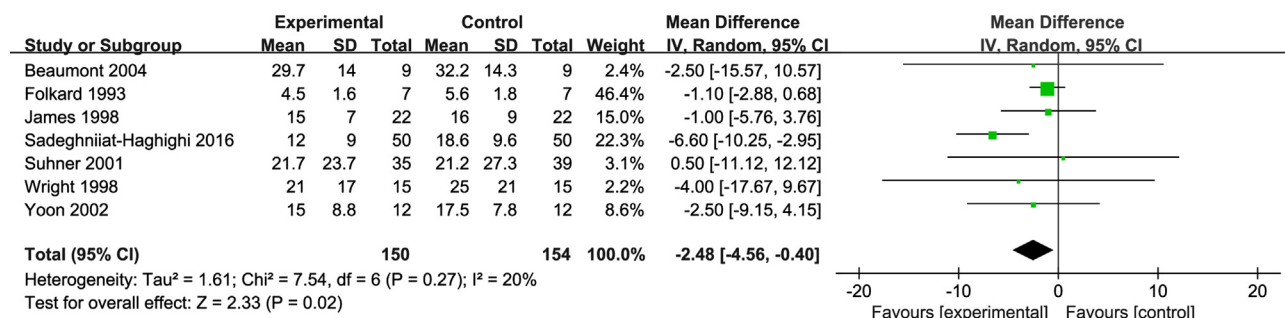 Experimental Control Mean Difference Mean Difference
Study or Subgroup Mean SD Total Mean SD Total Weight IV, Random, 95% CI IV, Random, 95% CI
Beaumont 2004 29.7 14 9 32.2 14.3 9 2.4% -2.50 [-15.57, 10.57]
Folkard 1993 4.5 1.6 7 5.6 1.8 7 46.4% -1.10 [-2.88, 0.68]
James 1998 15 7 22 16 9 22 15.0% -1.00 [-5.76, 3.76]
Sadeghniiat-Haghighi 2016 12 9 50 18.6 9.6 50 22.3% -6.60 [-10.25, -2.95]
Suhner 2001 21.7 23.7 35 21.2 27.3 39 3.1% 0.50 [-11.12, 12.12]
Wright 1998 21 17 15 25 21 15 2.2% -4.00 [-17.67, 9.67]
Yoon 2002 15 8.8 12 17.5 7.8 12 8.6% -2.50 [-9.15, 4.15]
Total (95% CI) 150 154 100.0% -2.48 [-4.56, -0.40]
Heterogeneity: Tau² = 1.61; Chi² = 7.54, df = 6 (P = 0.27); I² = 20%
Test for overall effect: Z = 2.33 (P = 0.02)
-20 -10 0 10 20
Favours [experimental] Favours [control]